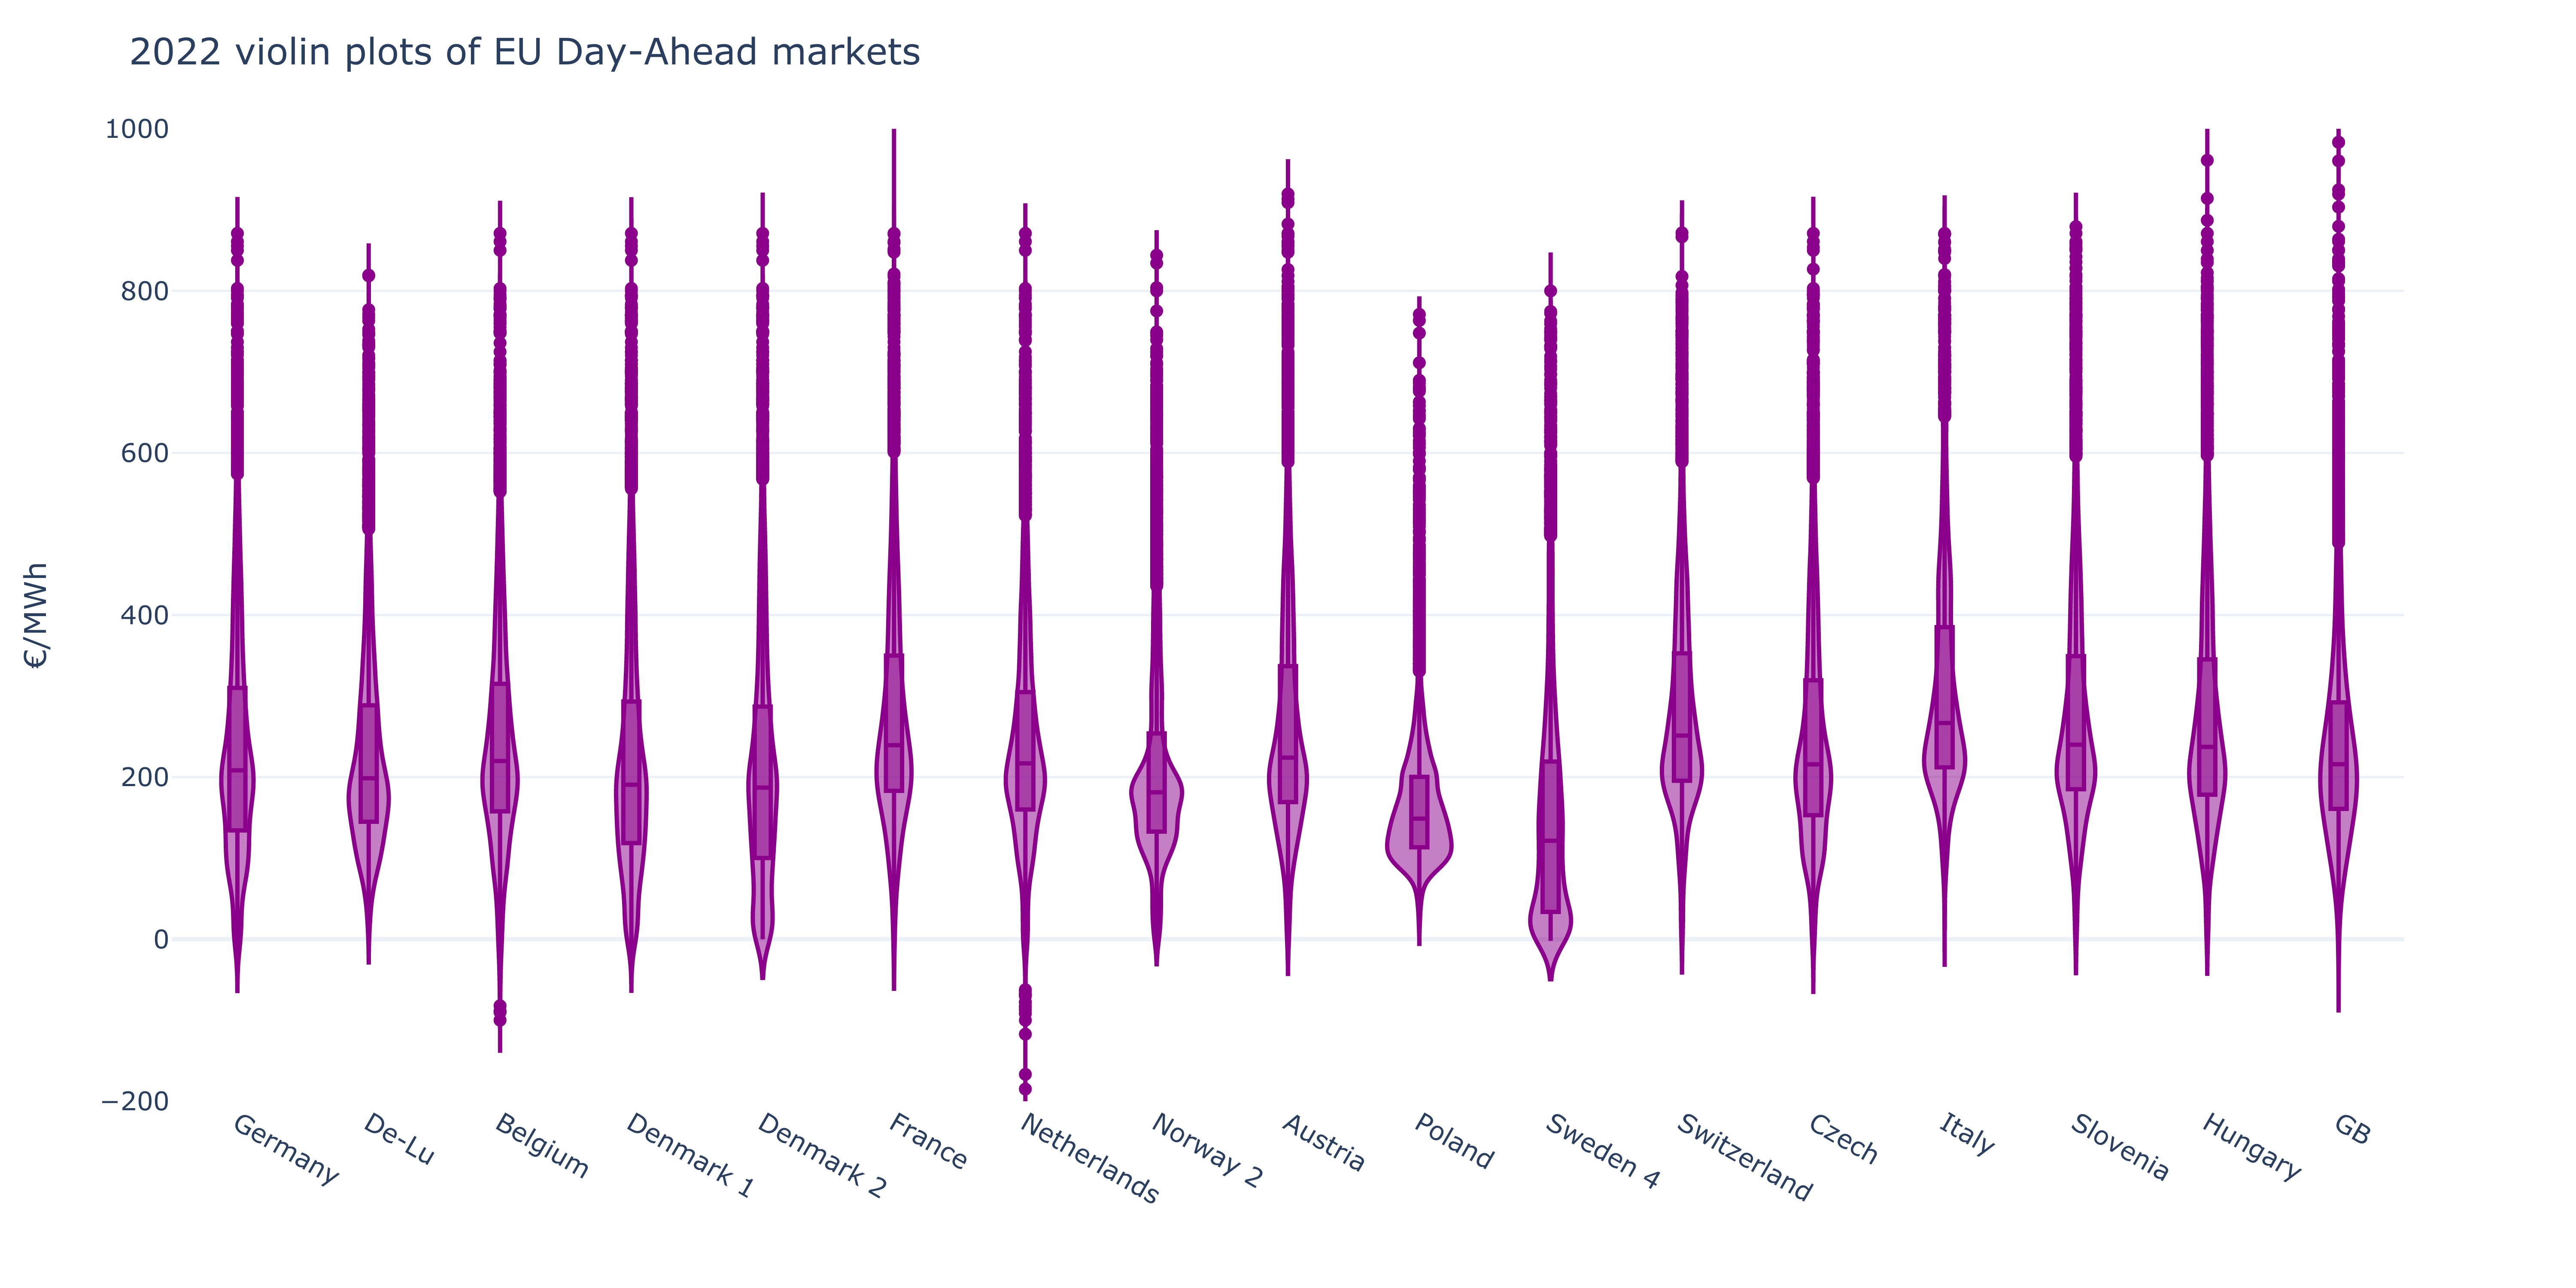 2022 violin plots of EU Day-Ahead markets
1000
800
600
400
200
0
−200
€/MWh
Germany
De-Lu
Belgium
Denmark 1
Denmark 2
France
Netherlands
Norway 2
Austria
Poland
Sweden 4
Switzerland
Czech
Italy
Slovenia
Hungary
GB